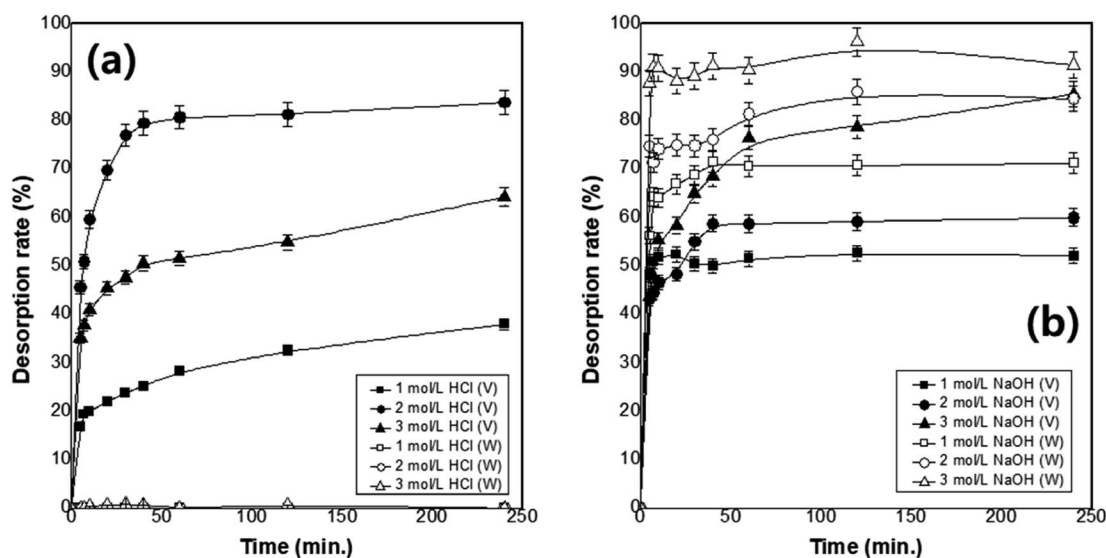 (a)
Desorption rate (%)
100
90
80
70
60
50
40
30
20
10
0
0 50 100 150 200 250
Time (min.)
1 mol/L HCl (V)
2 mol/L HCl (V)
3 mol/L HCl (V)
1 mol/L HCl (W)
2 mol/L HCl (W)
3 mol/L HCl (W)
(b)
Desorption rate (%)
100
90
80
70
60
50
40
30
20
10
0
0 50 100 150 200 250
Time (min.)
1 mol/L NaOH (V)
2 mol/L NaOH (V)
3 mol/L NaOH (V)
1 mol/L NaOH (W)
2 mol/L NaOH (W)
3 mol/L NaOH (W)